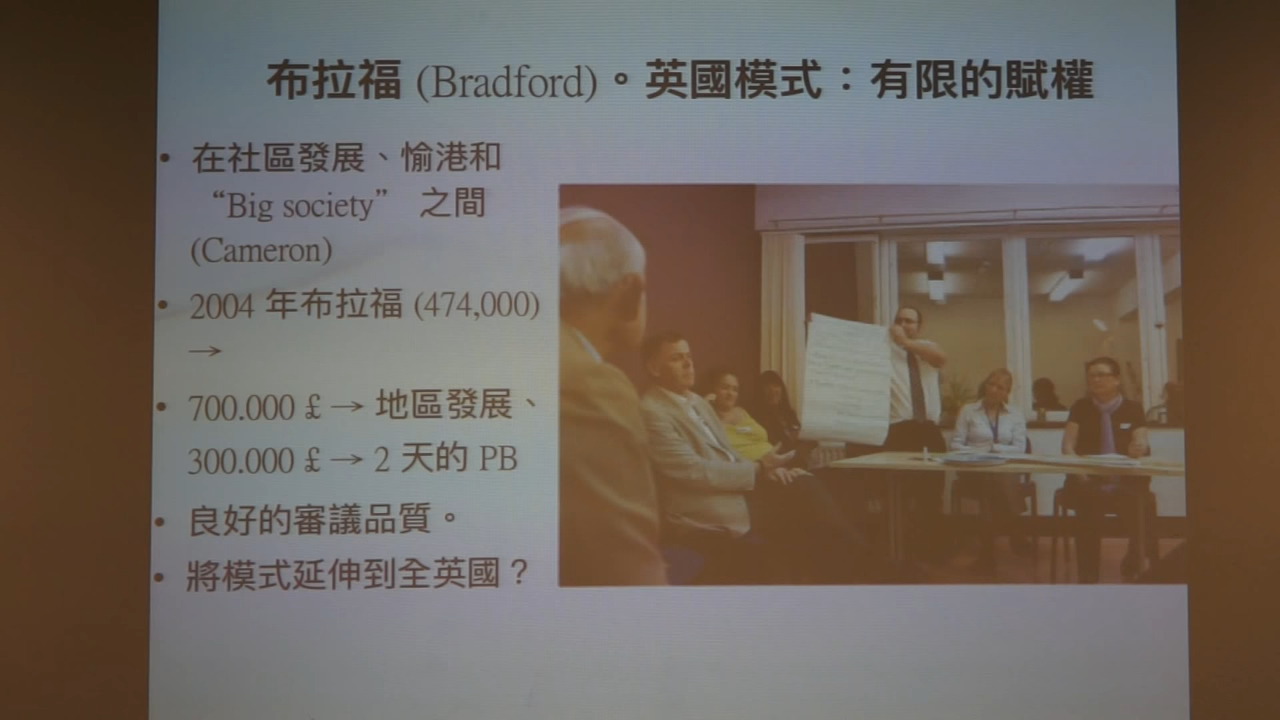 布拉福 (Bradford)。英國模式：有限的賦權
• 在社區發展、愉港和
“Big society” 之間
(Cameron)
• 2004 年布拉福 (474,000)
→
• 700.000 £ → 地區發展、
300.000 £ → 2 天的 PB
• 良好的審議品質。
• 將模式延伸到全英國？